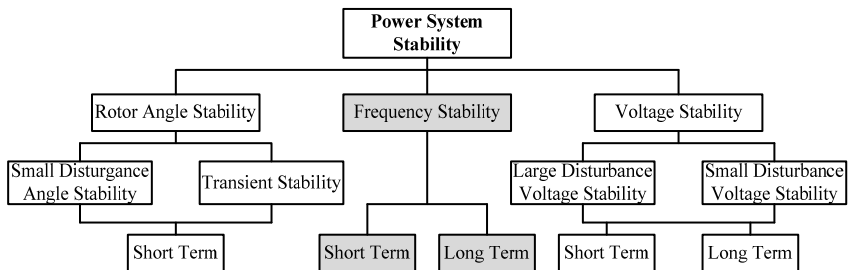 Power System
Stability
Rotor Angle Stability
Frequency Stability
Voltage Stability
Small Disturgance
Angle Stability
Transient Stability
Large Disturbance
Voltage Stability
Small Disturbance
Voltage Stability
Short Term
Short Term
Long Term
Short Term
Long Term